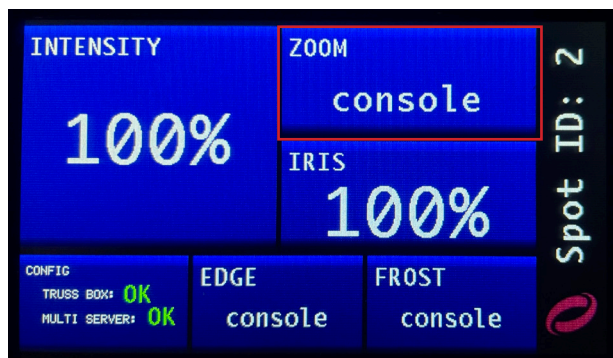 INTENSITY
100%
ZOOM
console
IRIS
100%
CONFIG
TRUSS BOX: OK
MULTI SERVER: OK
EDGE
console
FROST
console
Spot ID: 2